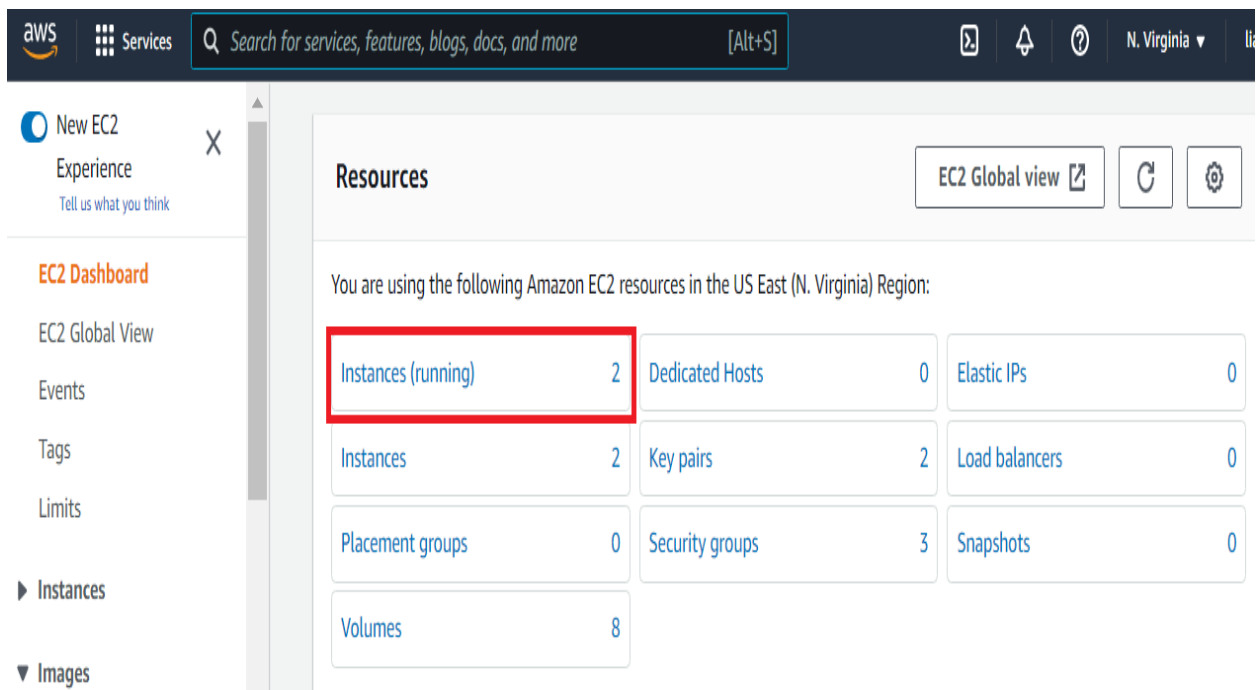 aws Services Search for services, features, blogs, docs, and more [Alt+S] N. Virginia
New EC2
Experience
Tell us what you think
EC2 Dashboard
EC2 Global View
Events
Tags
Limits
Instances
Images
Resources EC2 Global view
You are using the following Amazon EC2 resources in the US East (N. Virginia) Region:
Instances (running) 2 Dedicated Hosts 0 Elastic IPs 0
Instances 2 Key pairs 2 Load balancers 0
Placement groups 0 Security groups 3 Snapshots 0
Volumes 8